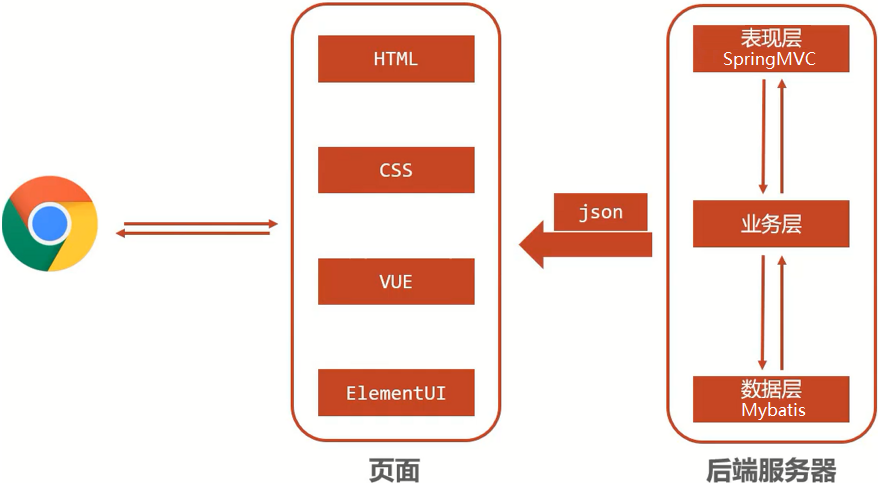 HTML
CSS
VUE
ElementUI
页面
json
表现层
SpringMVC
业务层
数据层
Mybatis
后端服务器